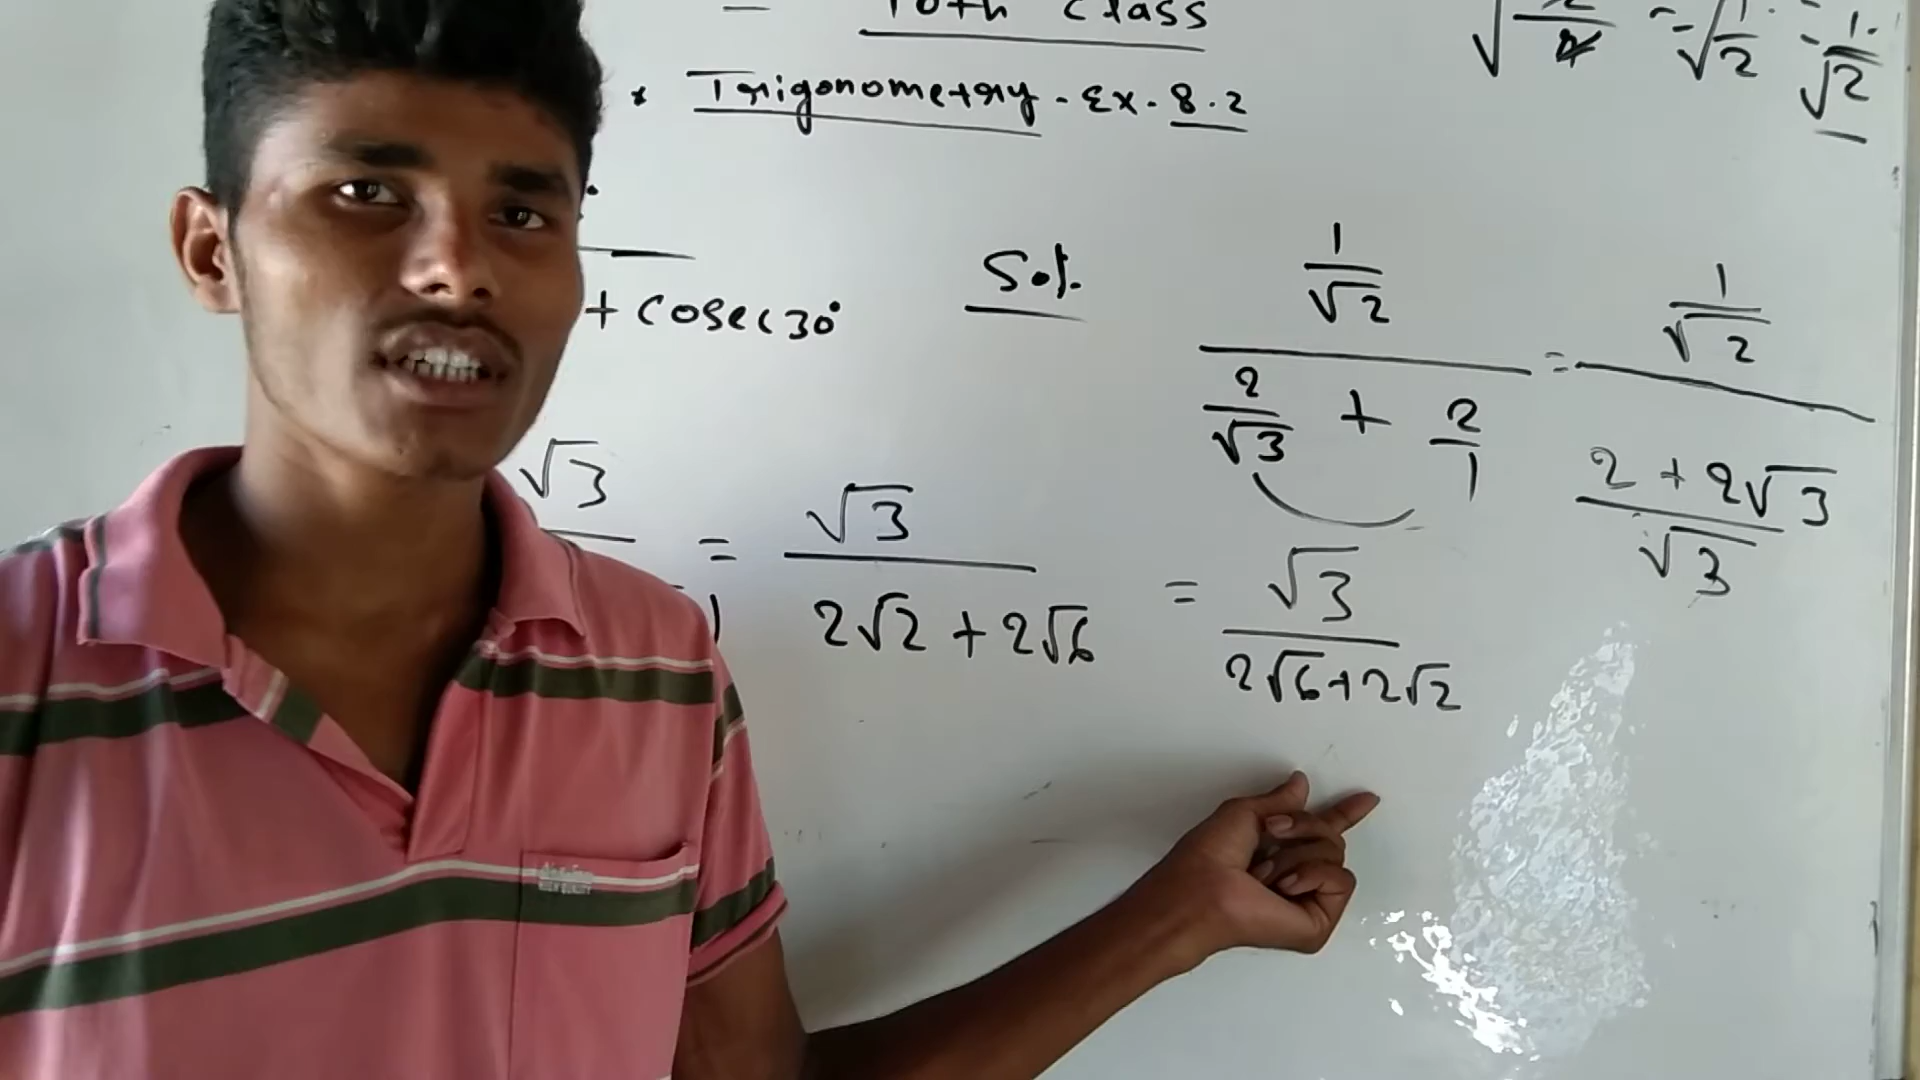 — 10th Class
* Trigonometry - Ex - 8.2
= √1/2 = 1/√2
+ cosec 30°
Sol.
1/√2 / (2/√3 + 2/1) = 1/√2 / ((2 + 2√3)/√3)
√3
1
= √3 / (2√2 + 2√6) = √3 / (2√6 + 2√2)